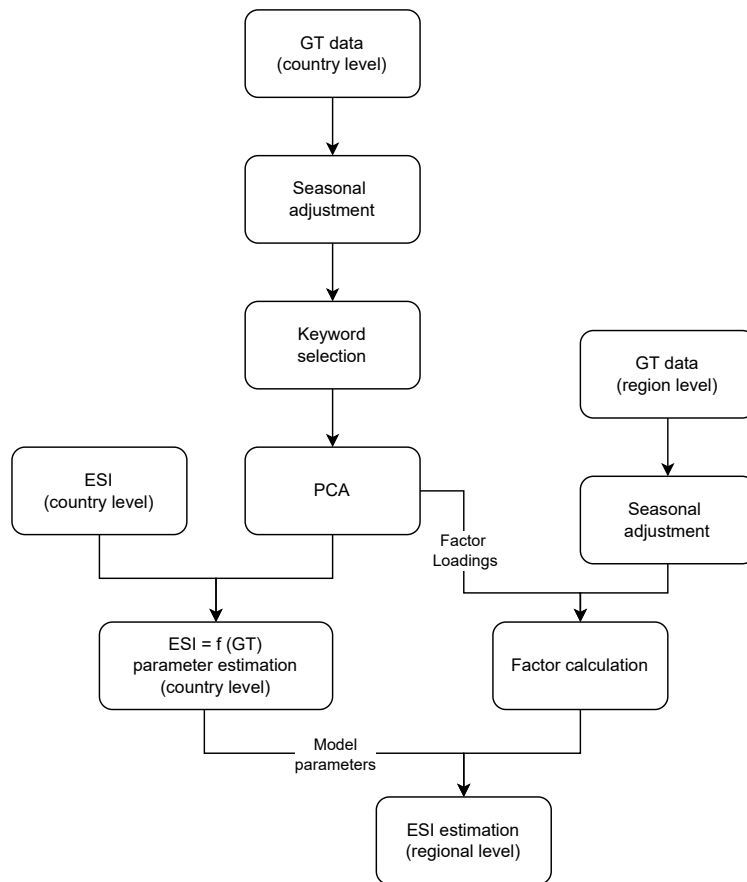 GT data
(country level)
Seasonal
adjustment
Keyword
selection
GT data
(region level)
ESI
(country level)
PCA
Seasonal
adjustment
Factor
Loadings
ESI = f (GT)
parameter estimation
(country level)
Factor calculation
Model
parameters
ESI estimation
(regional level)